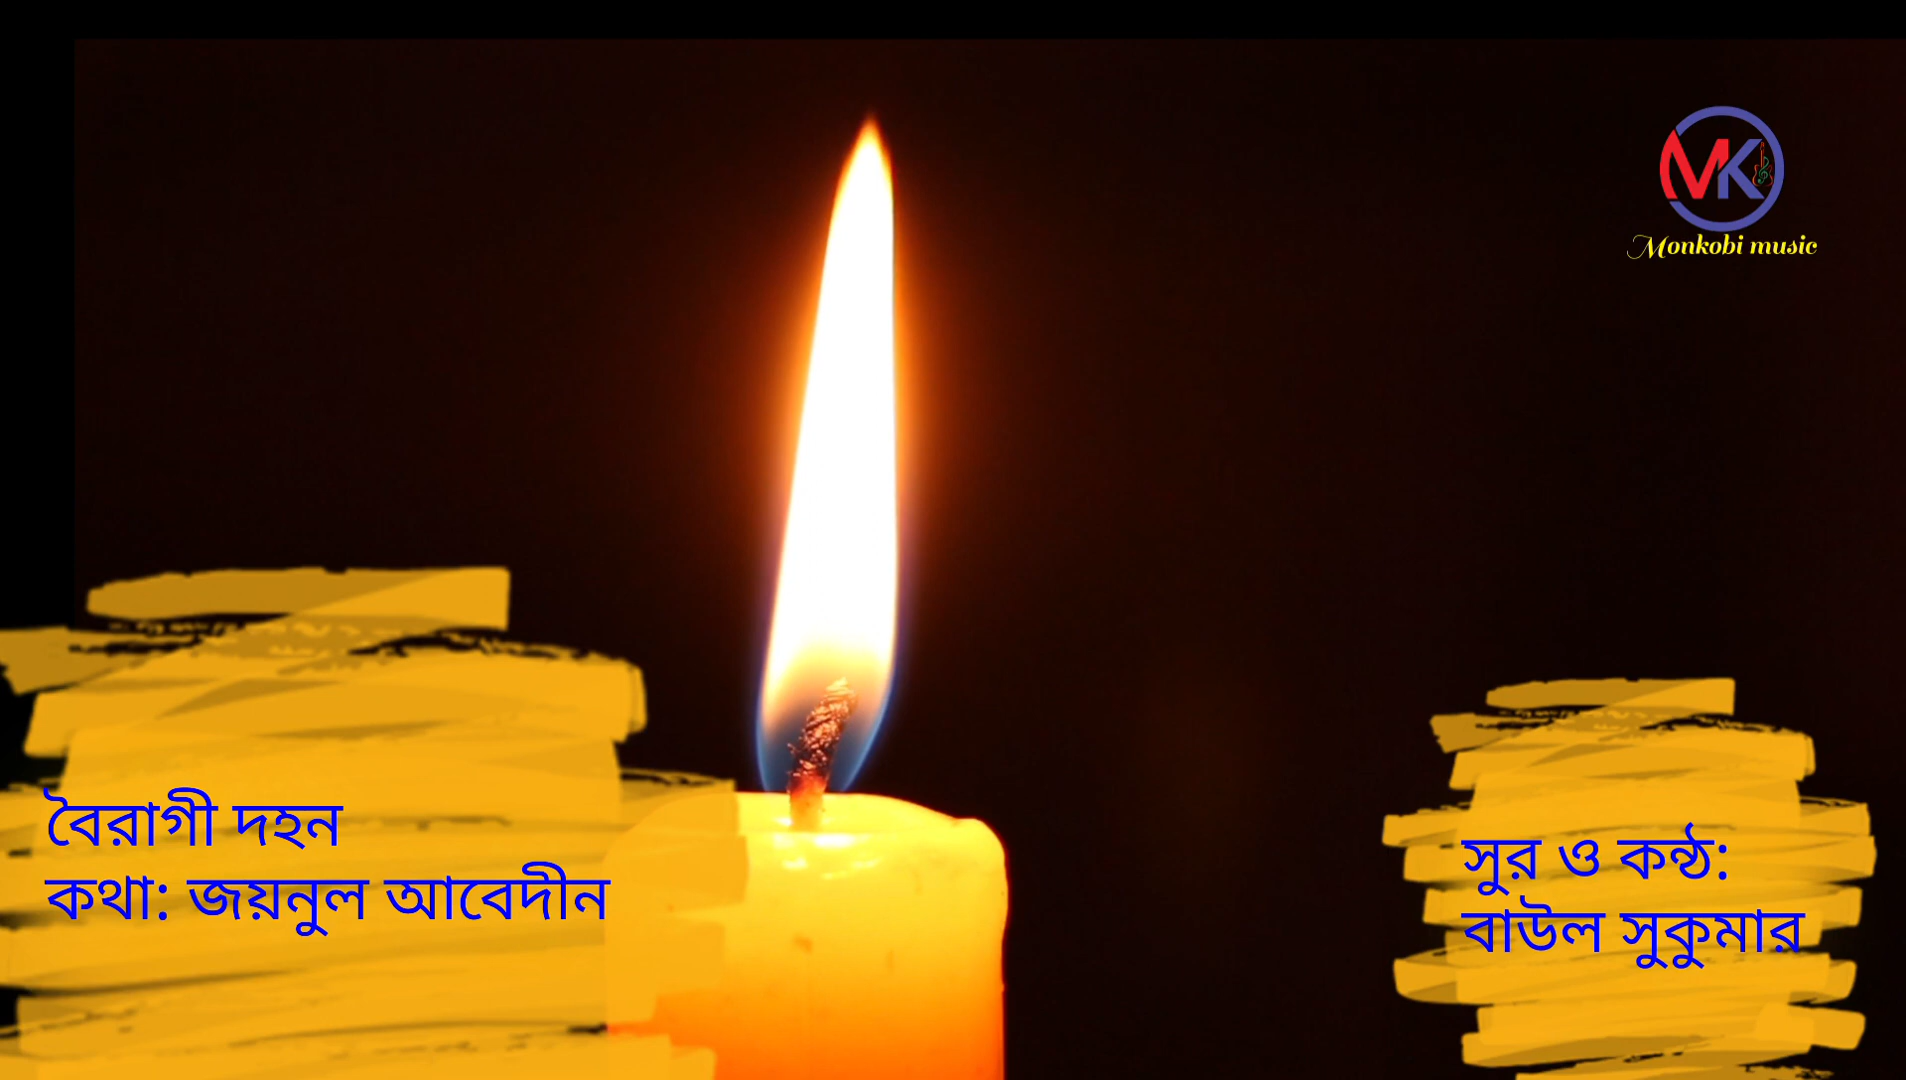 MK
Monkobi music
বৈরাগী দহন
কথা: জয়নুল আবেদীন
সুর ও কন্ঠ:
বাউল সুকুমার